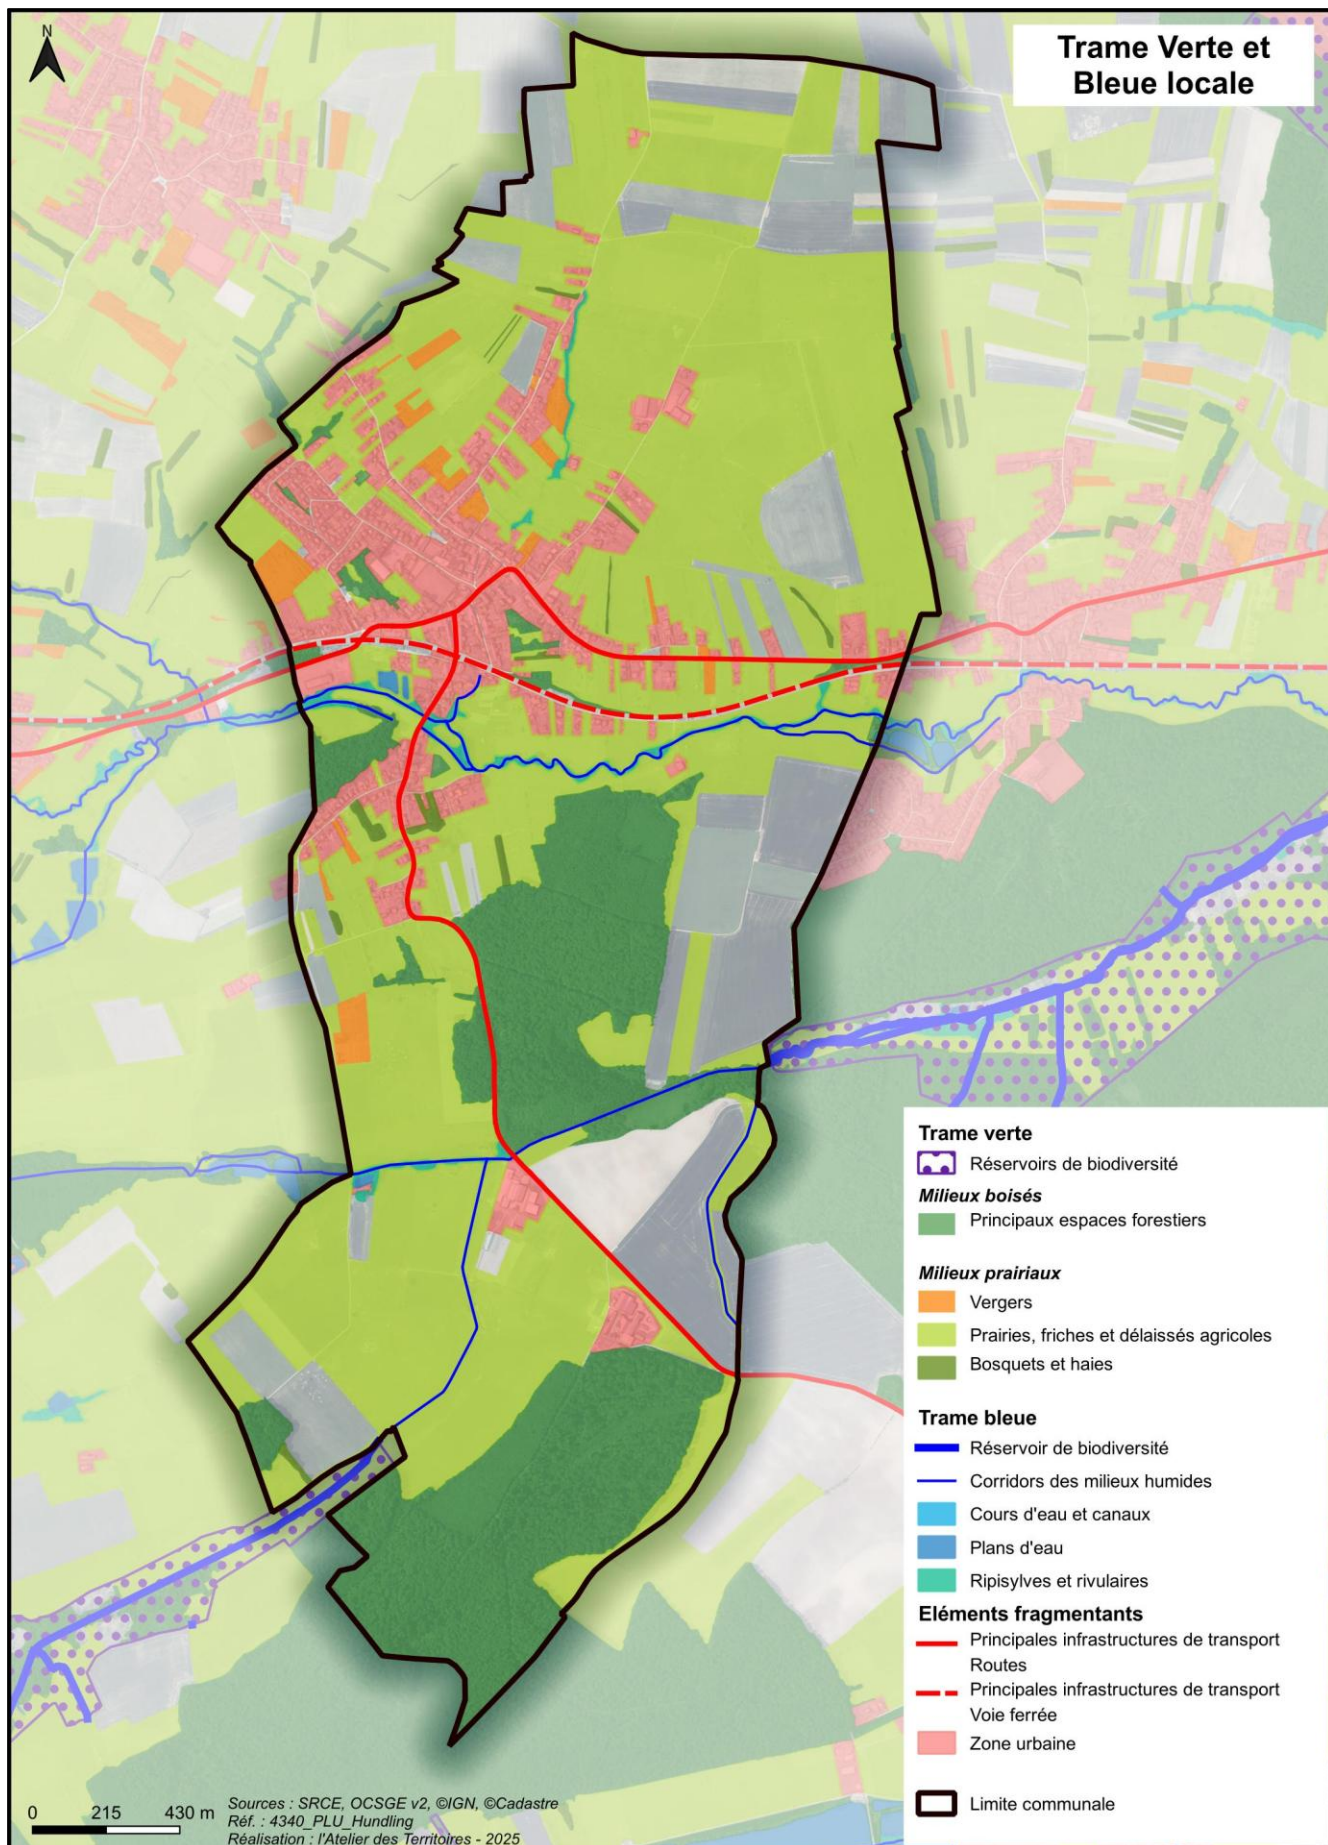 N
Trame Verte et
Bleue locale
Trame verte
Réservoirs de biodiversité
Milieux boisés
Principaux espaces forestiers
Milieux prairiaux
Vergers
Prairies, friches et délaissés agricoles
Bosquets et haies
Trame bleue
Réservoir de biodiversité
Corridors des milieux humides
Cours d'eau et canaux
Plans d'eau
Ripisylves et rivulaires
Eléments fragmentants
Principales infrastructures de transport
Routes
Principales infrastructures de transport
Voie ferrée
Zone urbaine
Limite communale
0 215 430 m
Sources : SRCE, OCSGE v2, ©IGN, ©Cadastre
Réf. : 4340_PLU_Hundling
Réalisation : l'Atelier des Territoires - 2025